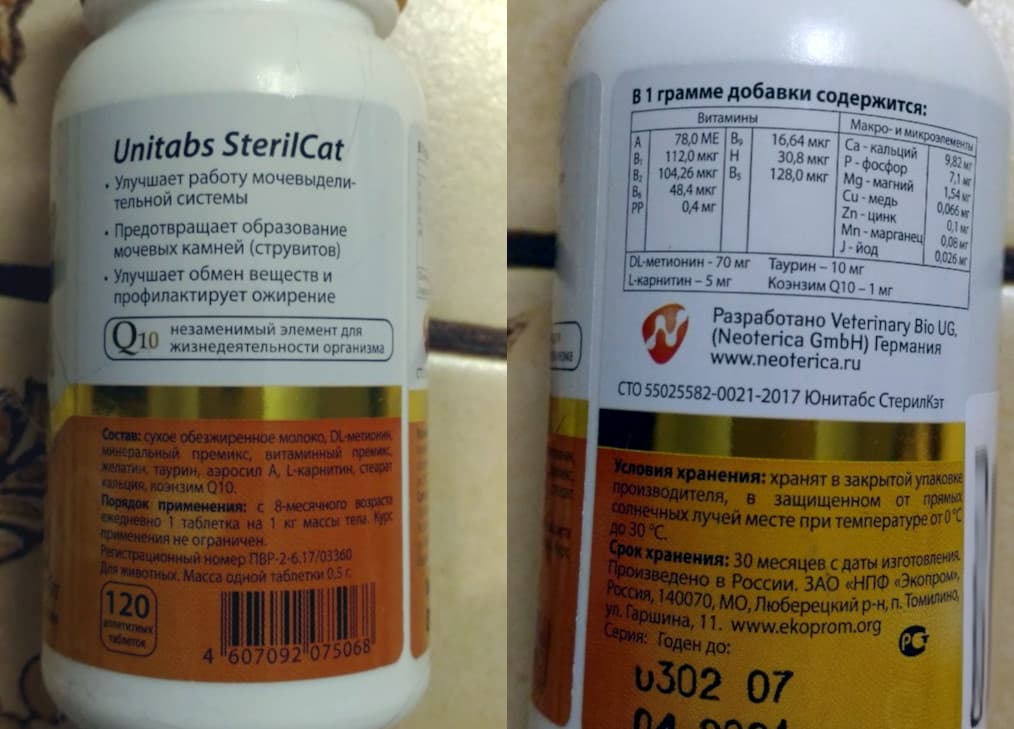 Unitabs SterilCat
• Улучшает работу мочевыдели-
тельной системы
• Предотвращает образование
мочевых камней (струвитов)
• Улучшает обмен веществ и
профилактирует ожирение
Q10 незаменимый элемент для
жизнедеятельности организма
Состав: сухое обезжиренное молоко, DL-метионин,
минеральный премикс, витаминный премикс,
желатин, таурин, аэросил А, L-карнитин, стеарат
кальция, коэнзим Q10.
Порядок применения: с 8-месячного возраста
ежедневно 1 таблетка на 1 кг массы тела. Курс
применения не ограничен.
Регистрационный номер ПВР-2-6.17/03360
Для животных. Масса одной таблетки 0,5 г.
120
аппетитных
таблеток
4 607092 075068
В 1 грамме добавки содержится:
Витамины Макро- и микроэлементы
A 78,0 МЕ B₉ 16,64 мкг Ca - кальций 9,82 мг
B₁ 112,0 мкг H 30,8 мкг P - фосфор 7,1 мг
B₂ 104,26 мкг B₅ 128,0 мкг Mg - магний 1,54 мг
B₆ 48,4 мкг Cu - медь 0,066 мг
PP 0,4 мг Zn - цинк 0,1 мг
Mn - марганец 0,08 мг
J - йод 0,026 мг
DL-метионин - 70 мг Таурин – 10 мг
L-карнитин – 5 мг Коэнзим Q10 – 1 мг
Разработано Veterinary Bio UG,
(Neoterica GmbH) Германия
www.neoterica.ru
СТО 55025582-0021-2017 Юнитабс СтерилКэт
Условия хранения: хранят в закрытой упаковке
производителя, в защищенном от прямых
солнечных лучей месте при температуре от 0 °С
до 30 °С.
Срок хранения: 30 месяцев с даты изготовления.
Произведено в России. ЗАО «НПФ «Экопром»,
Россия, 140070, МО, Люберецкий р-н, п. Томилино,
ул. Гаршина, 11. www.ekoprom.org
Серия: Годен до:
0302 07